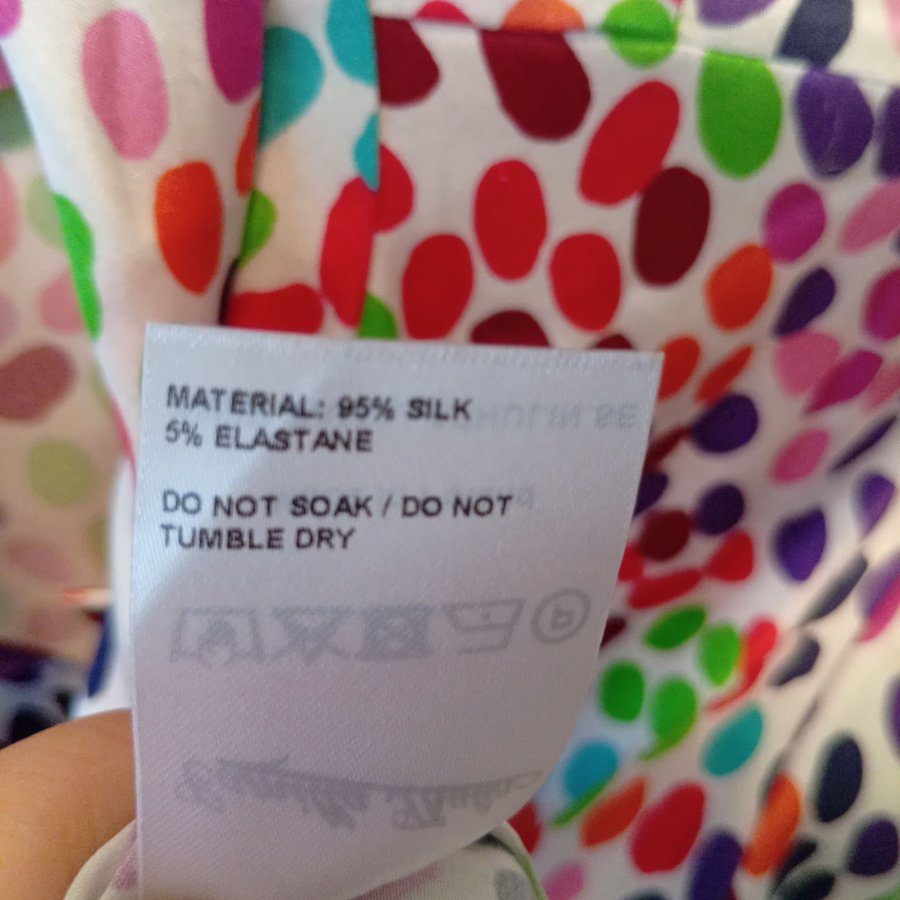 MATERIAL: 95% SILK
5% ELASTANE
DO NOT SOAK / DO NOT
TUMBLE DRY
P